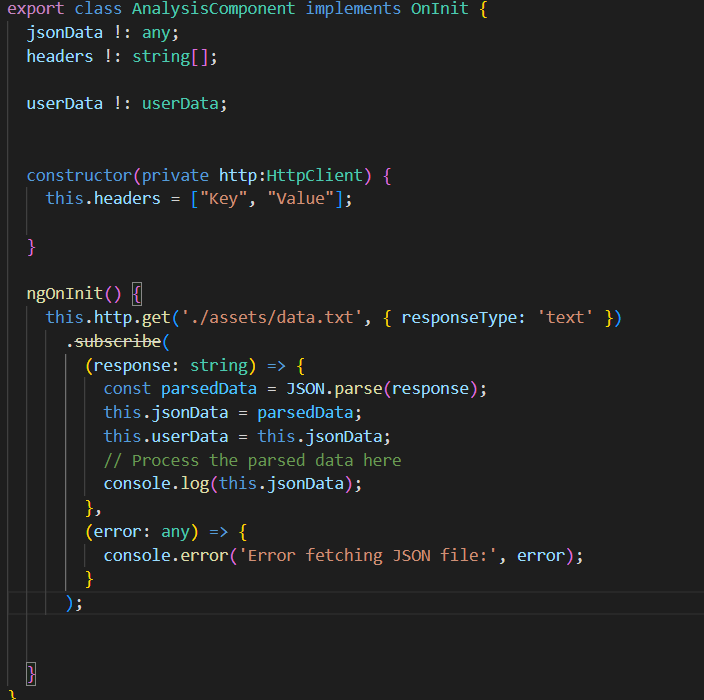 export class AnalysisComponent implements OnInit {
jsonData !: any;
headers !: string[];
userData !: userData;
constructor(private http:HttpClient) {
this.headers = ["Key", "Value"];
}
ngOnInit() {
this.http.get('./assets/data.txt', { responseType: 'text' })
.subscribe(
(response: string) => {
const parsedData = JSON.parse(response);
this.jsonData = parsedData;
this.userData = this.jsonData;
// Process the parsed data here
console.log(this.jsonData);
},
(error: any) => {
console.error('Error fetching JSON file:', error);
}
);
}
}